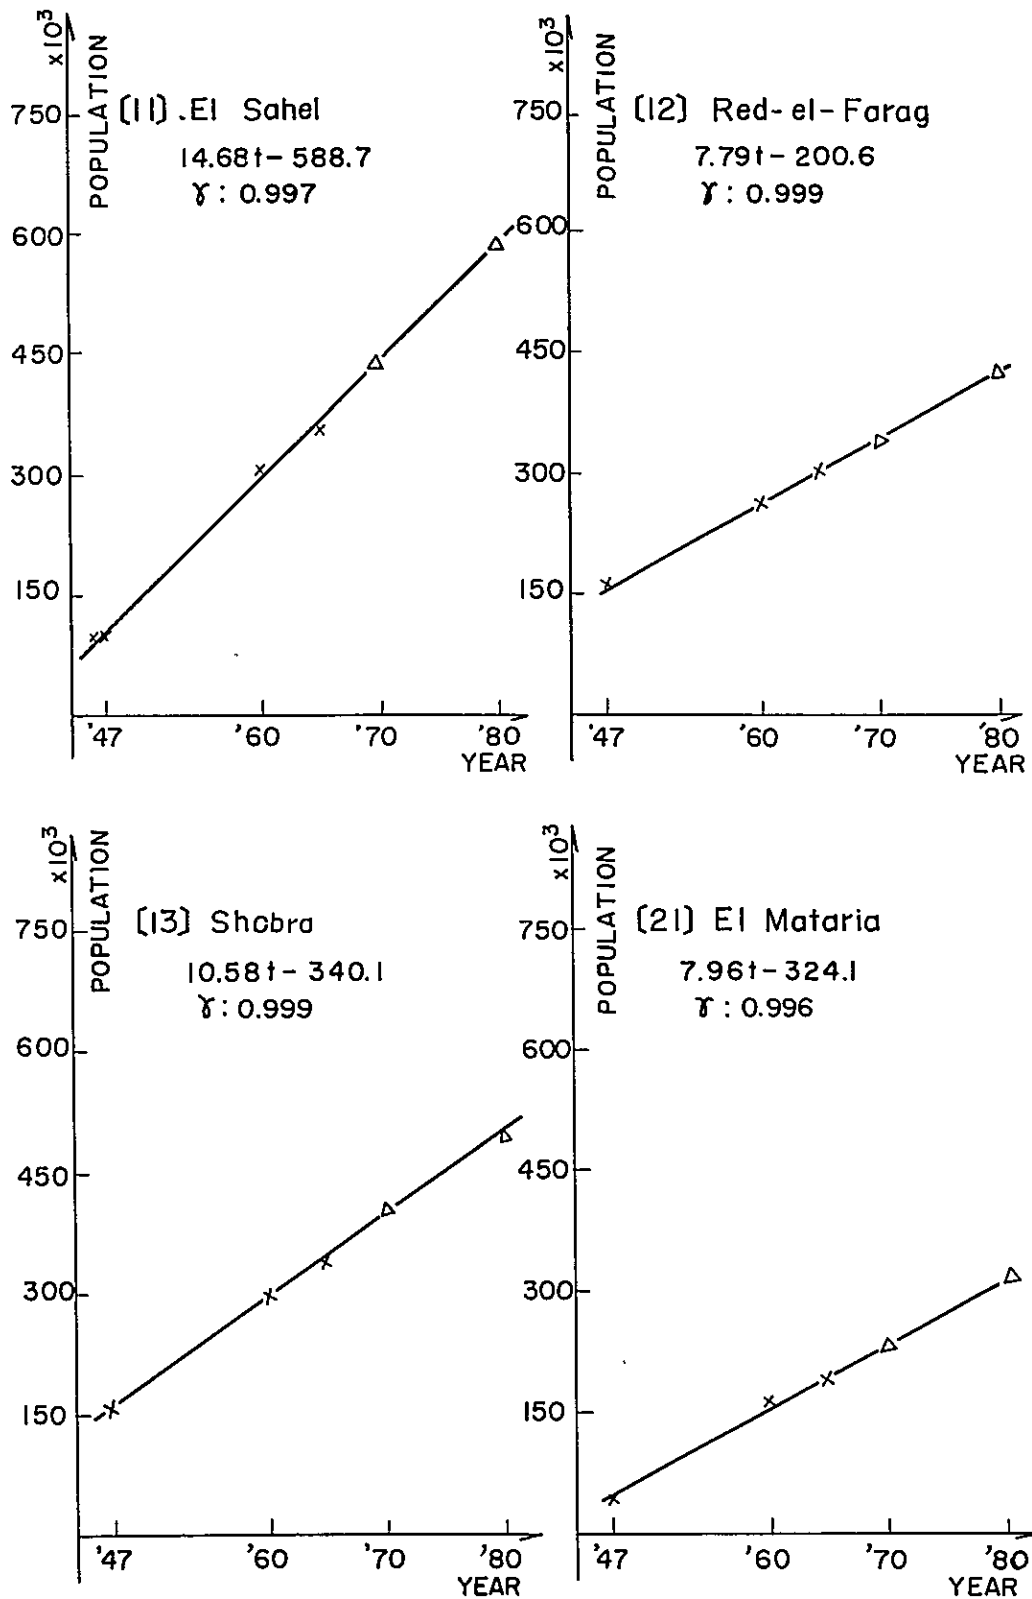 ×10³
POPULATION
[11] .El Sahel
14.68t - 588.7
γ : 0.997
750
600
450
300
150
'47 '60 '70 '80
YEAR
×10³
POPULATION
[12] Red-el-Farag
7.79t - 200.6
γ : 0.999
750
600
450
300
150
'47 '60 '70 '80
YEAR
×10³
POPULATION
[13] Shobra
10.58t - 340.1
γ : 0.999
750
600
450
300
150
'47 '60 '70 '80
YEAR
×10³
POPULATION
[21] El Mataria
7.96t - 324.1
γ : 0.996
750
600
450
300
150
'47 '60 '70 '80
YEAR